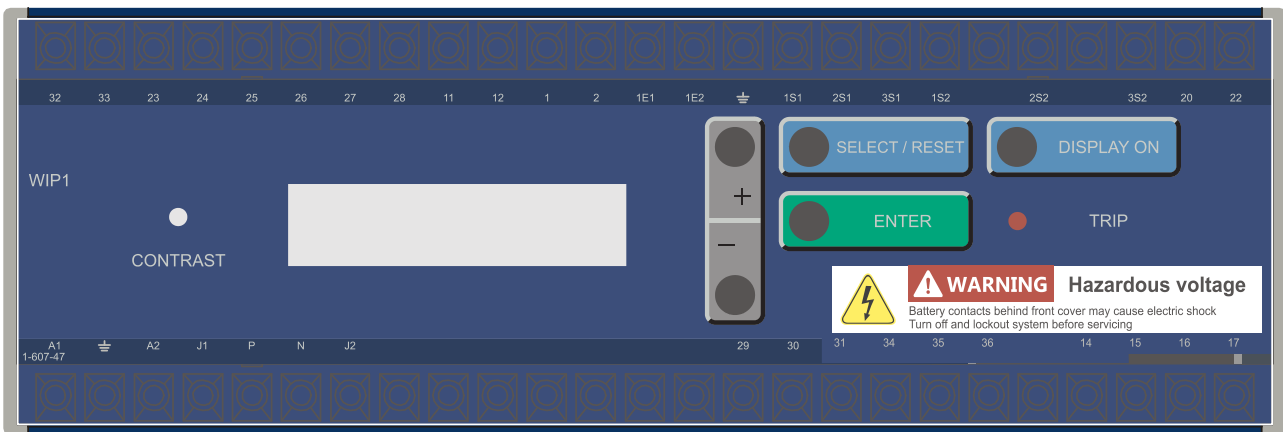 32 33 23 24 25 26 27 28 11 12 1 2 1E1 1E2 1S1 2S1 3S1 1S2 2S2 3S2 20 22
SELECT / RESET DISPLAY ON
WIP1
+
ENTER TRIP
−
CONTRAST
WARNING Hazardous voltage
Battery contacts behind front cover may cause electric shock
Turn off and lockout system before servicing
A1 A2 J1 P N J2 29 30 31 34 35 36 14 15 16 17
1-607-47